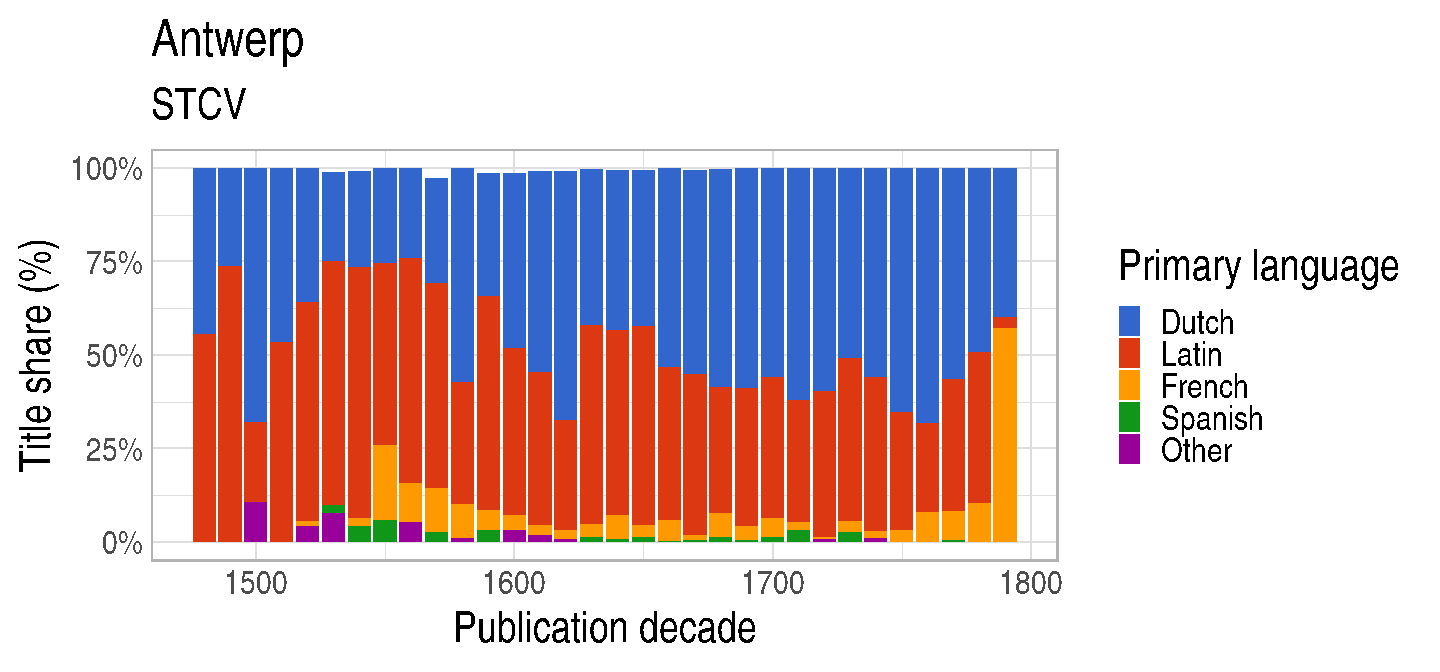 Antwerp
STCV
100%
75%
50%
25%
0%
Title share (%)
1500
1600
1700
1800
Publication decade
Primary language
Dutch
Latin
French
Spanish
Other